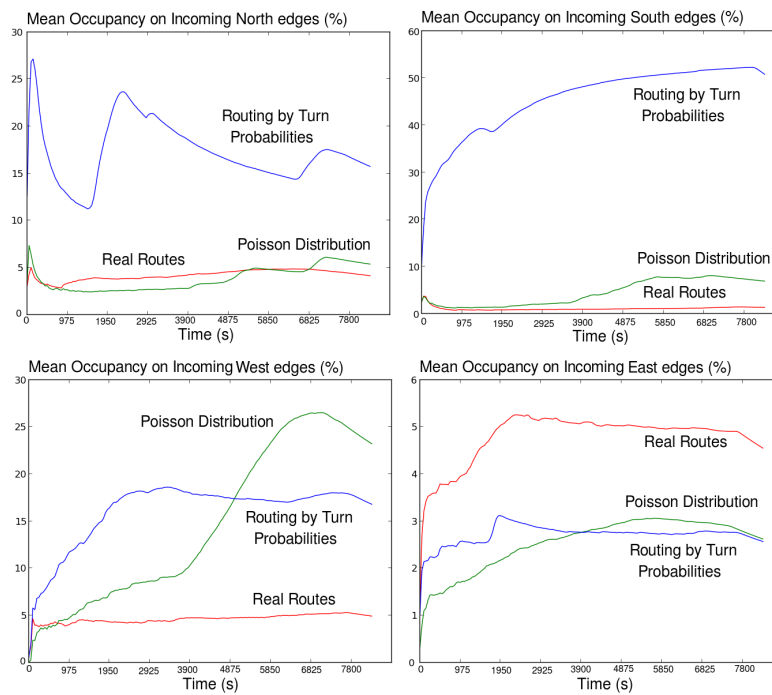 Mean Occupancy on Incoming North edges (%)
30
25
20
15
10
5
0
Routing by Turn
Probabilities
Real Routes
Poisson Distribution
0 975 1950 2925 3900 4875 5850 6825 7800
Time (s)
Mean Occupancy on Incoming South edges (%)
60
50
40
30
20
10
0
Routing by Turn
Probabilities
Poisson Distribution
Real Routes
0 975 1950 2925 3900 4875 5850 6825 7800
Time (s)
Mean Occupancy on Incoming West edges (%)
30
25
20
15
10
5
0
Poisson Distribution
Routing by Turn
Probabilities
Real Routes
0 975 1950 2925 3900 4875 5850 6825 7800
Time (s)
Mean Occupancy on Incoming East edges (%)
6
5
4
3
2
1
0
Real Routes
Poisson Distribution
Routing by Turn
Probabilities
0 975 1950 2925 3900 4875 5850 6825 7800
Time (s)